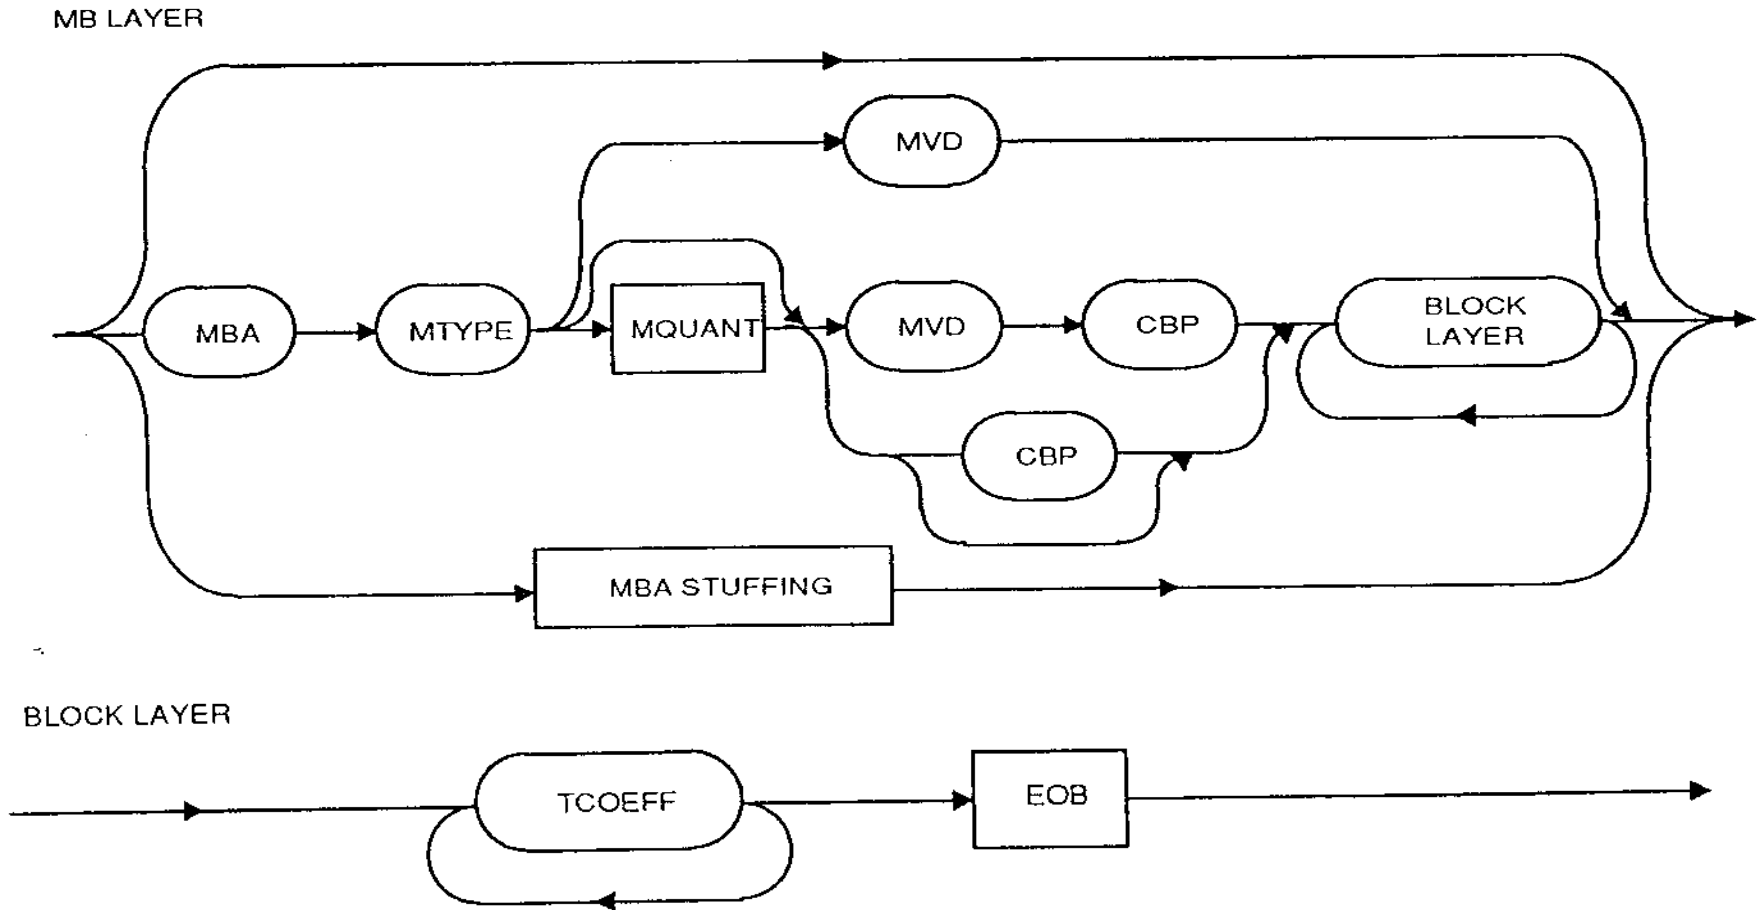 MB LAYER
MVD
MBA
MTYPE
MQUANT
MVD
CBP
BLOCK
LAYER
CBP
MBA STUFFING
BLOCK LAYER
TCOEFF
EOB